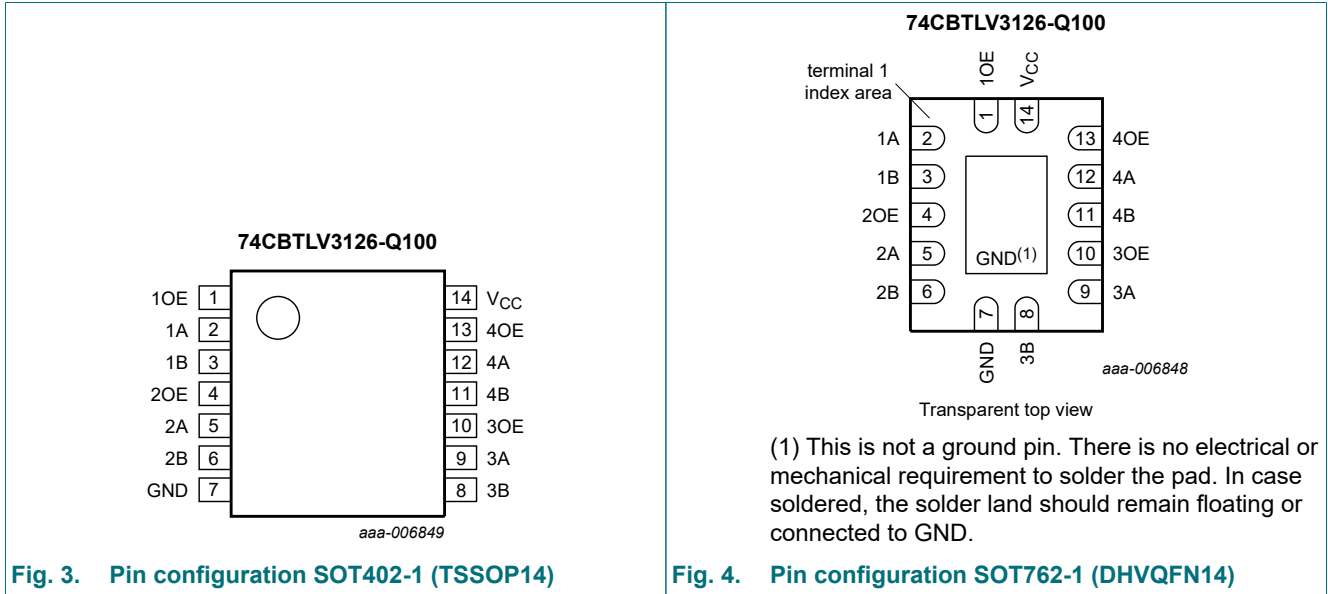 74CBTLV3126-Q100
1OE 1
1A 2
1B 3
2OE 4
2A 5
2B 6
GND 7
14 VCC
13 4OE
12 4A
11 4B
10 3OE
9 3A
8 3B
aaa-006849
Fig. 3. Pin configuration SOT402-1 (TSSOP14)
74CBTLV3126-Q100
terminal 1
index area
1OE
VCC
1
14
1A 2
1B 3
2OE 4
2A 5
2B 6
13 4OE
12 4A
11 4B
10 3OE
9 3A
GND(1)
7
8
GND
3B
aaa-006848
Transparent top view
(1) This is not a ground pin. There is no electrical or
mechanical requirement to solder the pad. In case
soldered, the solder land should remain floating or
connected to GND.
Fig. 4. Pin configuration SOT762-1 (DHVQFN14)